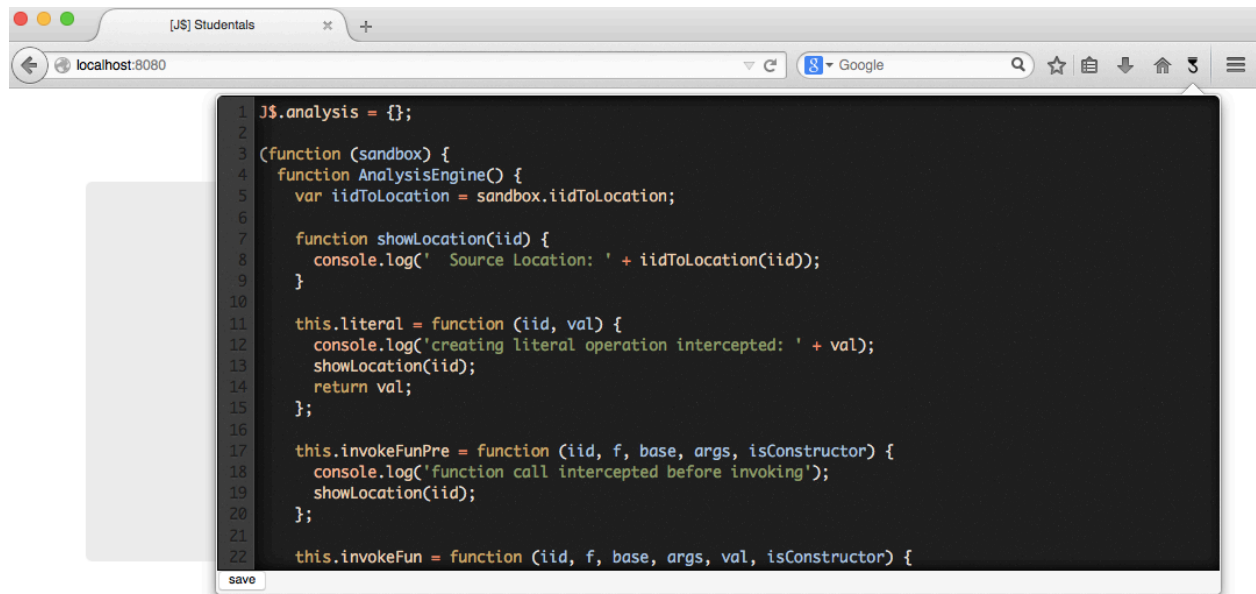 [J$] Studentals
localhost:8080
Google
1 J$.analysis = {};
2
3 (function (sandbox) {
4   function AnalysisEngine() {
5     var iidToLocation = sandbox.iidToLocation;
6
7     function showLocation(iid) {
8       console.log('  Source Location: ' + iidToLocation(iid));
9     }
10
11     this.literal = function (iid, val) {
12       console.log('creating literal operation intercepted: ' + val);
13       showLocation(iid);
14       return val;
15     };
16
17     this.invokeFunPre = function (iid, f, base, args, isConstructor) {
18       console.log('function call intercepted before invoking');
19       showLocation(iid);
20     };
21
22     this.invokeFun = function (iid, f, base, args, val, isConstructor) {
save